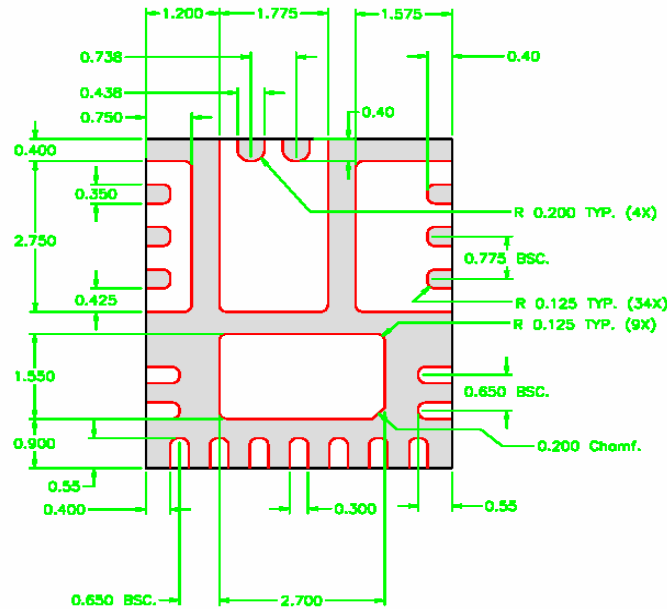 1.200 1.775 1.575
0.738 0.40
0.438
0.40
0.750
0.400
0.350
R 0.200 TYP. (4X)
2.750
0.775 BSC.
0.425
R 0.125 TYP. (34X)
R 0.125 TYP. (9X)
1.550
0.650 BSC.
0.900
0.200 Chamf.
0.55
0.400 0.300 0.55
0.650 BSC. 2.700